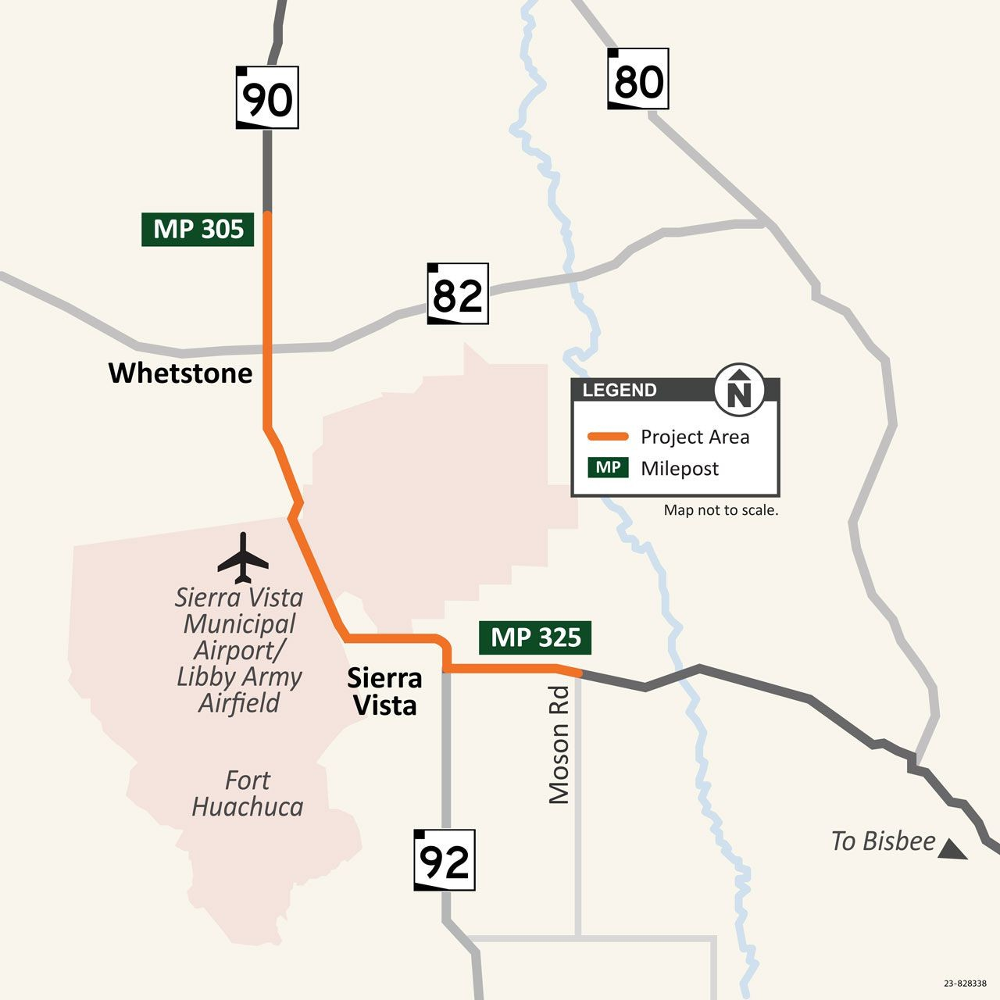 90
80
MP 305
82
Whetstone
LEGEND
N
Project Area
MP
Milepost
Map not to scale.
Sierra Vista
Municipal
Airport/
Libby Army
Airfield
MP 325
Sierra
Vista
Moson Rd
Fort
Huachuca
92
To Bisbee
23-828338